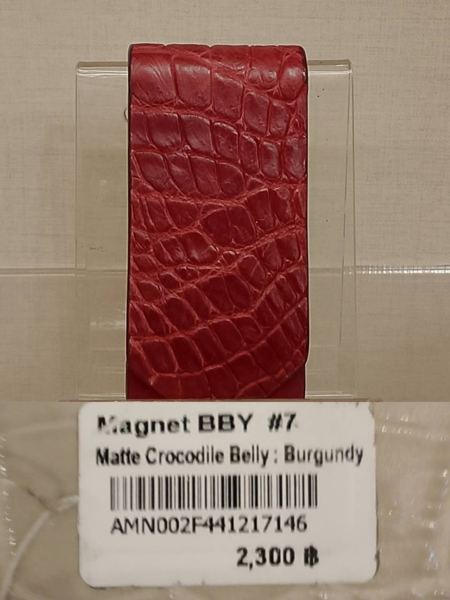 Magnet BBY #7
Matte Crocodile Belly : Burgundy
AMN002F441217146
2,300 ฿